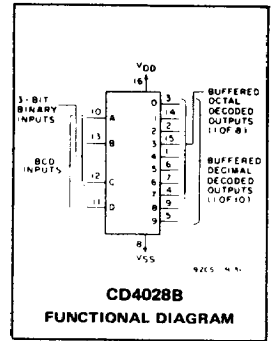 VDD
16
3-BIT
BINARY
INPUTS
BCD
INPUTS
10 A
13 B
12 C
11 D
0 3
1 14
2 2
3 15
4 1
5 6
6 7
7 4
8 9
9 5
BUFFERED
OCTAL
DECODED
OUTPUTS
(1 OF 8)
BUFFERED
DECIMAL
DECODED
OUTPUTS
(1 OF 10)
8
VSS
92CS
CD4028B
FUNCTIONAL DIAGRAM